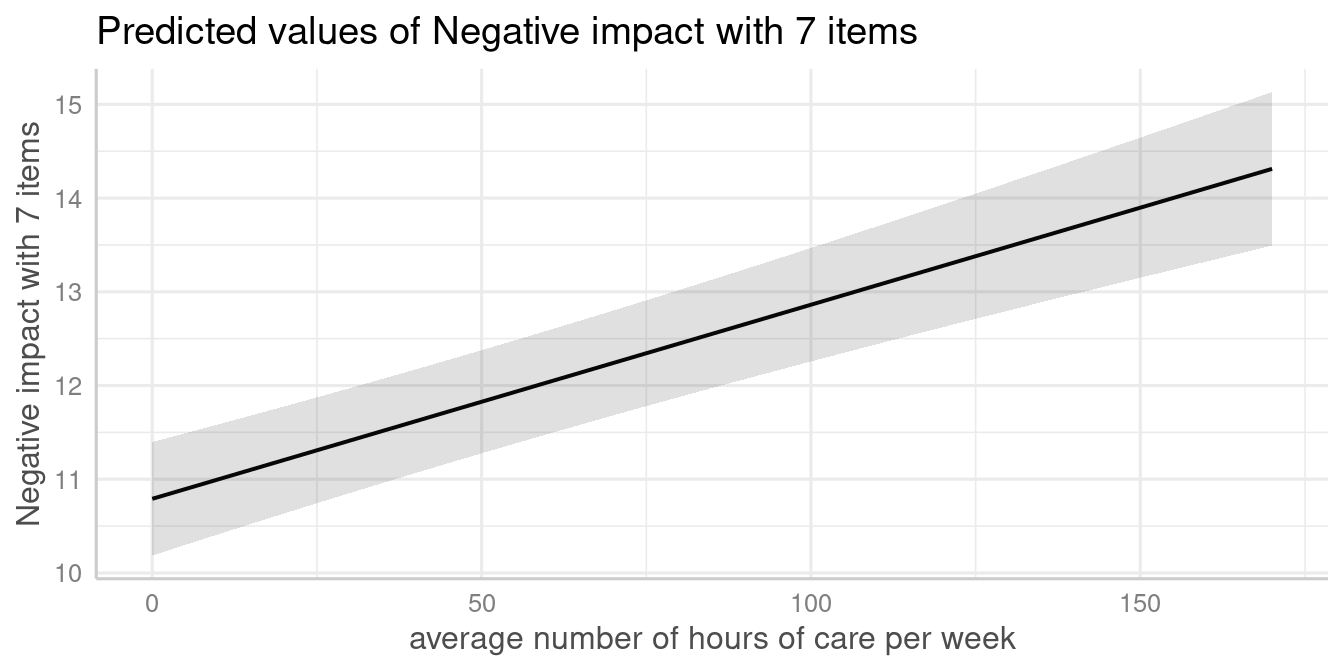 Predicted values of Negative impact with 7 items
Negative impact with 7 items
15
14
13
12
11
10
0 50 100 150
average number of hours of care per week